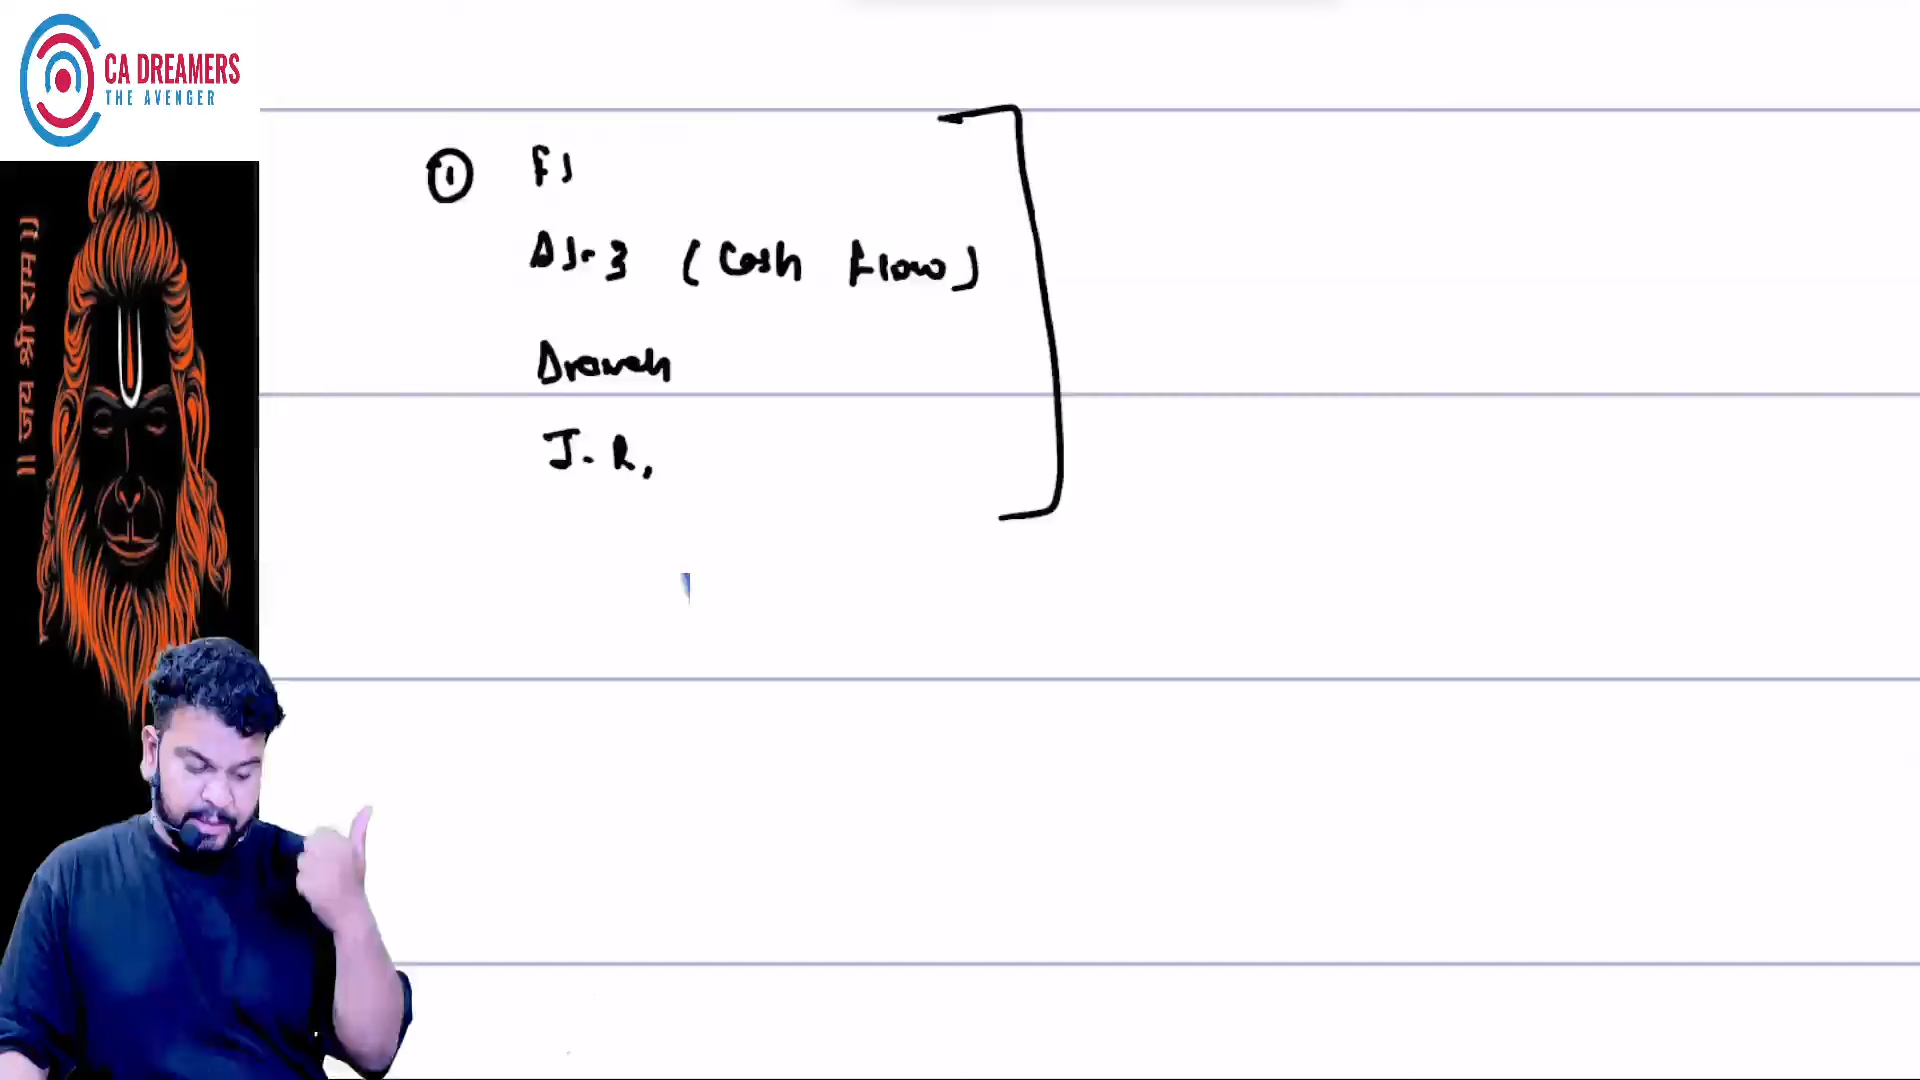 CA DREAMERS
THE AVENGER
॥ जय श्री राम ॥
① FS
AS-3 (Cash Flow)
Branch
I.R.